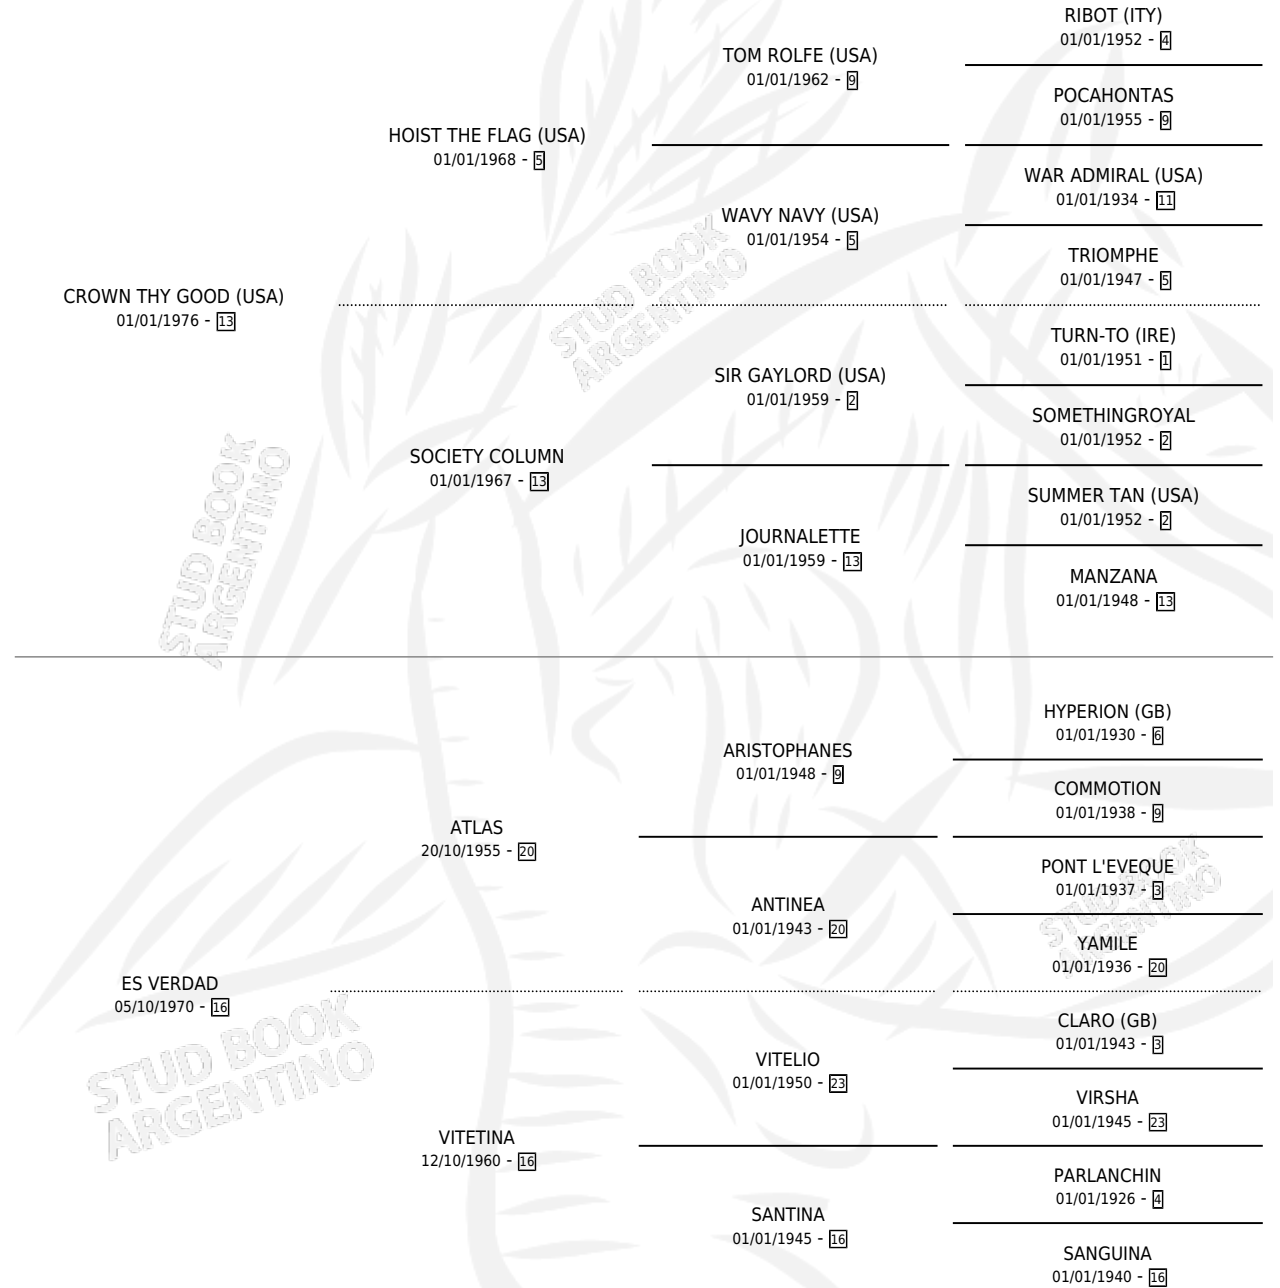 RIBOT (ITY)
01/01/1952 - 4
TOM ROLFE (USA)
01/01/1962 - 9
POCAHONTAS
01/01/1955 - 9
HOIST THE FLAG (USA)
01/01/1968 - 5
WAR ADMIRAL (USA)
01/01/1934 - 11
WAVY NAVY (USA)
01/01/1954 - 5
TRIOMPHE
01/01/1947 - 5
CROWN THY GOOD (USA)
01/01/1976 - 13
TURN-TO (IRE)
01/01/1951 - 1
SIR GAYLORD (USA)
01/01/1959 - 2
SOMETHINGROYAL
01/01/1952 - 2
SOCIETY COLUMN
01/01/1967 - 13
SUMMER TAN (USA)
01/01/1952 - 2
JOURNALETTE
01/01/1959 - 13
MANZANA
01/01/1948 - 13
HYPERION (GB)
01/01/1930 - 6
ARISTOPHANES
01/01/1948 - 9
COMMOTION
01/01/1938 - 9
ATLAS
20/10/1955 - 20
PONT L'EVEQUE
01/01/1937 - 3
ANTINEA
01/01/1943 - 20
YAMILE
01/01/1936 - 20
ES VERDAD
05/10/1970 - 16
CLARO (GB)
01/01/1943 - 3
VITELIO
01/01/1950 - 23
VIRSHA
01/01/1945 - 23
VITETINA
12/10/1960 - 16
PARLANCHIN
01/01/1926 - 4
SANTINA
01/01/1945 - 16
SANGUINA
01/01/1940 - 16
STUD BOOK
ARGENTINO
STUD BOOK
ARGENTINO
STUD BOOK
ARGENTINO
STUD BOOK
ARGENTINO